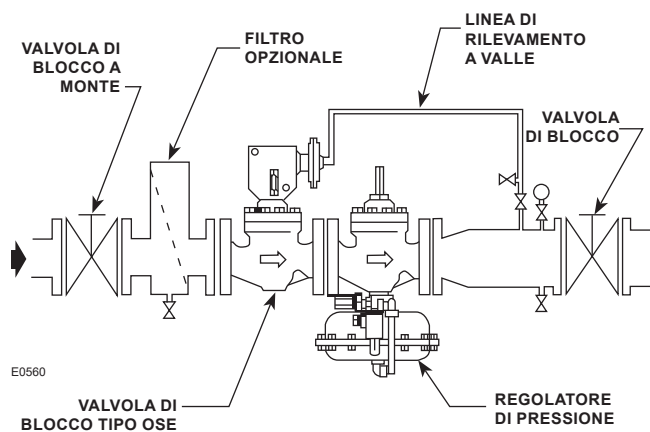 VALVOLA DI
BLOCCO A
MONTE
FILTRO
OPZIONALE
LINEA DI
RILEVAMENTO
A VALLE
VALVOLA
DI BLOCCO
E0560
VALVOLA DI
BLOCCO TIPO OSE
REGOLATORE
DI PRESSIONE